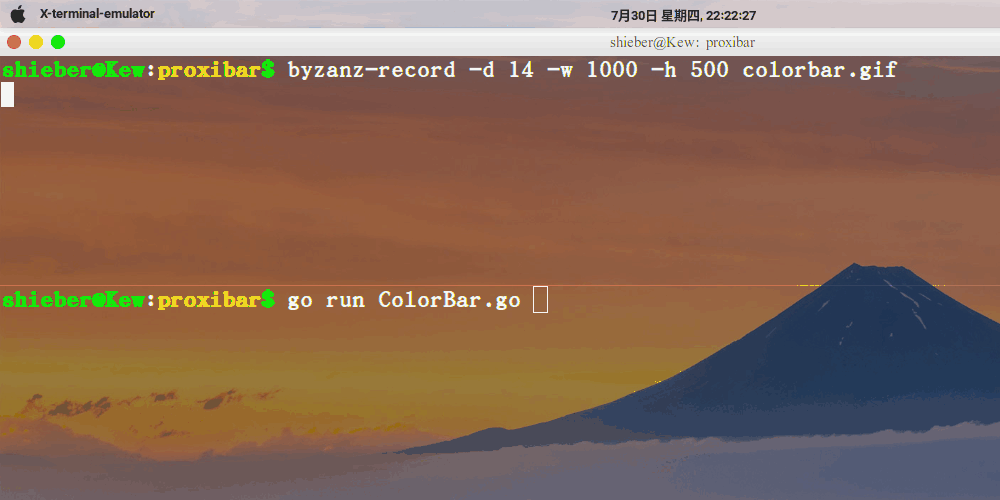 X-terminal-emulator 7月30日 星期四, 22:22:27
shieber@Kew: proxibar
shieber@Kew:proxibar$ byzanz-record -d 14 -w 1000 -h 500 colorbar.gif
shieber@Kew:proxibar$ go run ColorBar.go